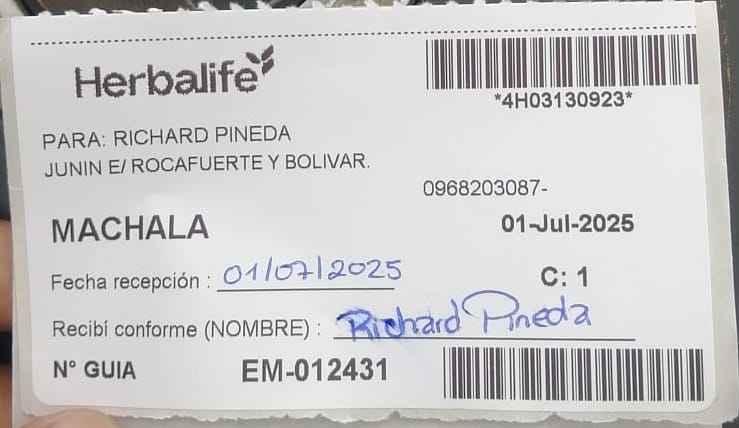 Herbalife
*4H03130923*
PARA: RICHARD PINEDA
JUNIN E/ ROCAFUERTE Y BOLIVAR.
0968203087-
MACHALA
01-Jul-2025
Fecha recepción : 01/07/2025
C: 1
Recibí conforme (NOMBRE) : Richard Pineda
N° GUIA EM-012431